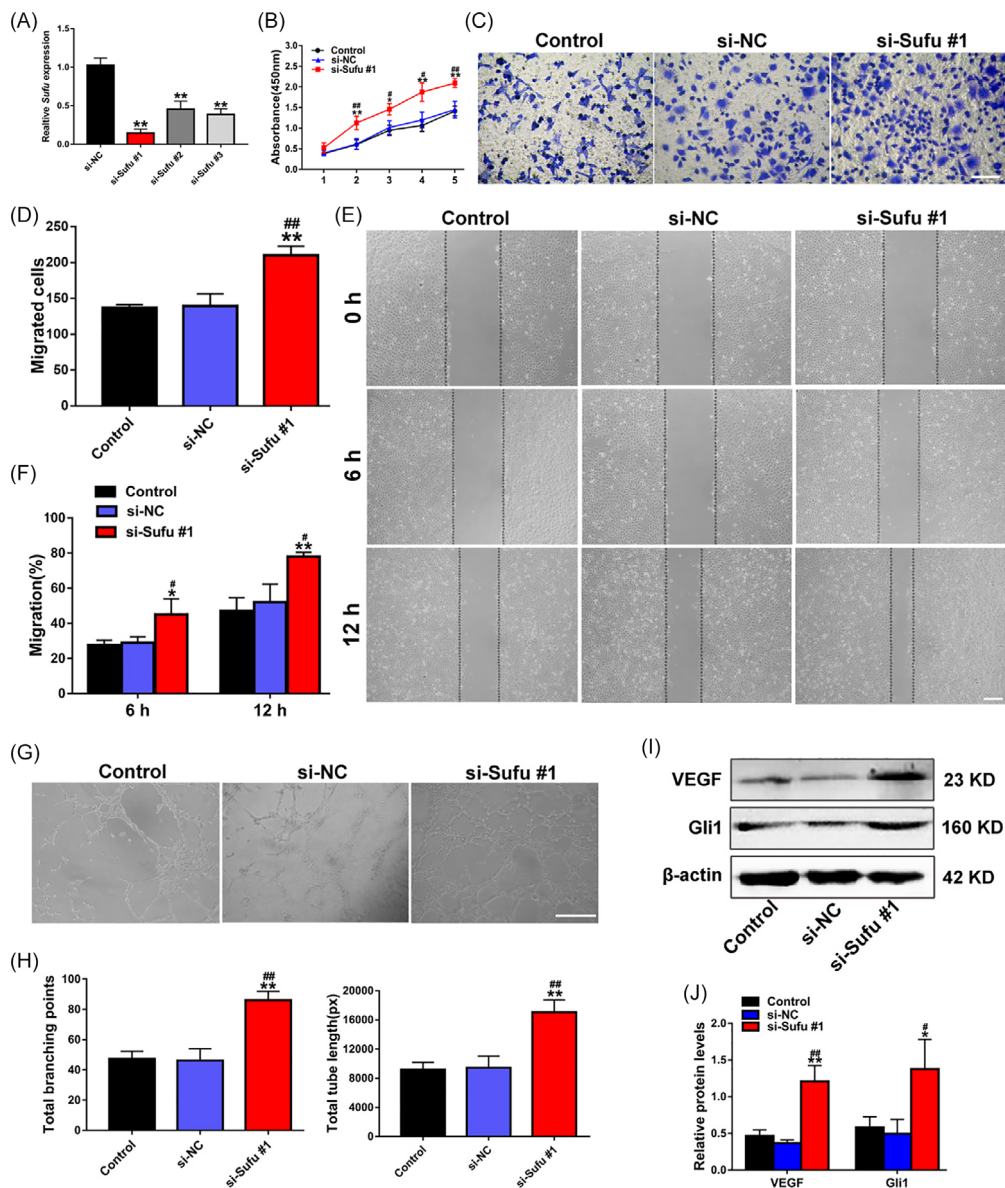 (A)
Realtive Sufu expression
1.5
1.0
0.5
0.0
**
**
**
si-NC
si-Sufu #1
si-Sufu #2
si-Sufu #3
(B)
Control
si-NC
si-Sufu #1
Absorbance(450nm)
3.0
2.5
2.0
1.5
1.0
0.5
0.0
##
**
#
*
#
**
##
**
1 2 3 4 5
(C)
Control si-NC si-Sufu #1
(D)
Migrated cells
250
200
150
100
50
0
##
**
Control
si-NC
si-Sufu #1
(E)
Control si-NC si-Sufu #1
0 h
6 h
12 h
(F)
Control
si-NC
si-Sufu #1
Migration(%)
100
80
60
40
20
0
#
*
#
**
6 h 12 h
(G)
Control si-NC si-Sufu #1
(H)
Total branching points
100
80
60
40
20
0
##
**
Control
si-NC
si-Sufu #1
Total tube length(px)
20000
16000
12000
8000
4000
0
##
**
Control
si-NC
si-Sufu #1
(I)
VEGF 23 KD
Gli1 160 KD
β-actin 42 KD
Control
si-NC
si-Sufu #1
(J)
Control
si-NC
si-Sufu #1
Relative protein levels
2.0
1.5
1.0
0.5
0.0
##
**
#
*
VEGF Gli1